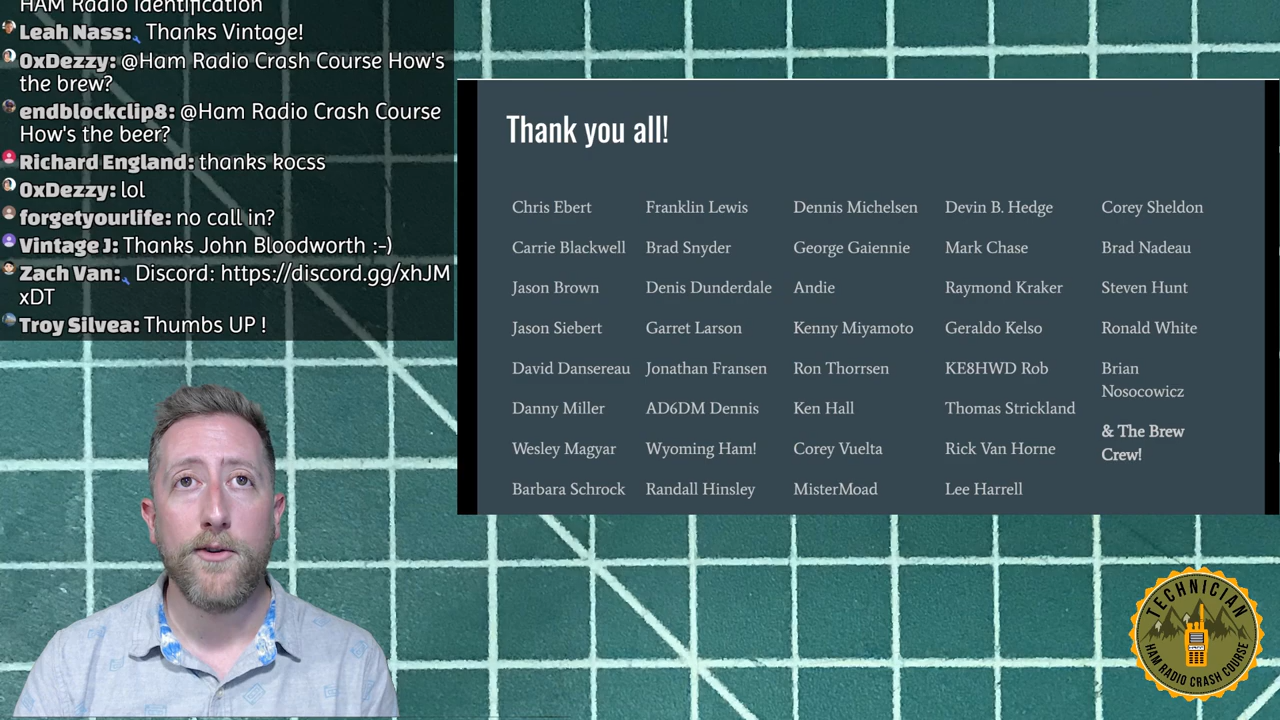 HAM Radio Identification
Leah Nass: Thanks Vintage!
0xDezzy: @Ham Radio Crash Course How's
the brew?
endblockclip8: @Ham Radio Crash Course
How's the beer?
Richard England: thanks kocss
0xDezzy: lol
forgetyourlife: no call in?
Vintage J: Thanks John Bloodworth :-)
Zach Van: Discord: https://discord.gg/xhJM
xDT
Troy Silvea: Thumbs UP !
Thank you all!
Chris Ebert Franklin Lewis Dennis Michelsen Devin B. Hedge Corey Sheldon
Carrie Blackwell Brad Snyder George Gaiennie Mark Chase Brad Nadeau
Jason Brown Denis Dunderdale Andie Raymond Kraker Steven Hunt
Jason Siebert Garret Larson Kenny Miyamoto Geraldo Kelso Ronald White
David Dansereau Jonathan Fransen Ron Thorrsen KE8HWD Rob Brian
Nosocowicz
Danny Miller AD6DM Dennis Ken Hall Thomas Strickland
& The Brew
Wesley Magyar Wyoming Ham! Corey Vuelta Rick Van Horne Crew!
Barbara Schrock Randall Hinsley MisterMoad Lee Harrell
TECHNICIAN
HAM RADIO CRASH COURSE